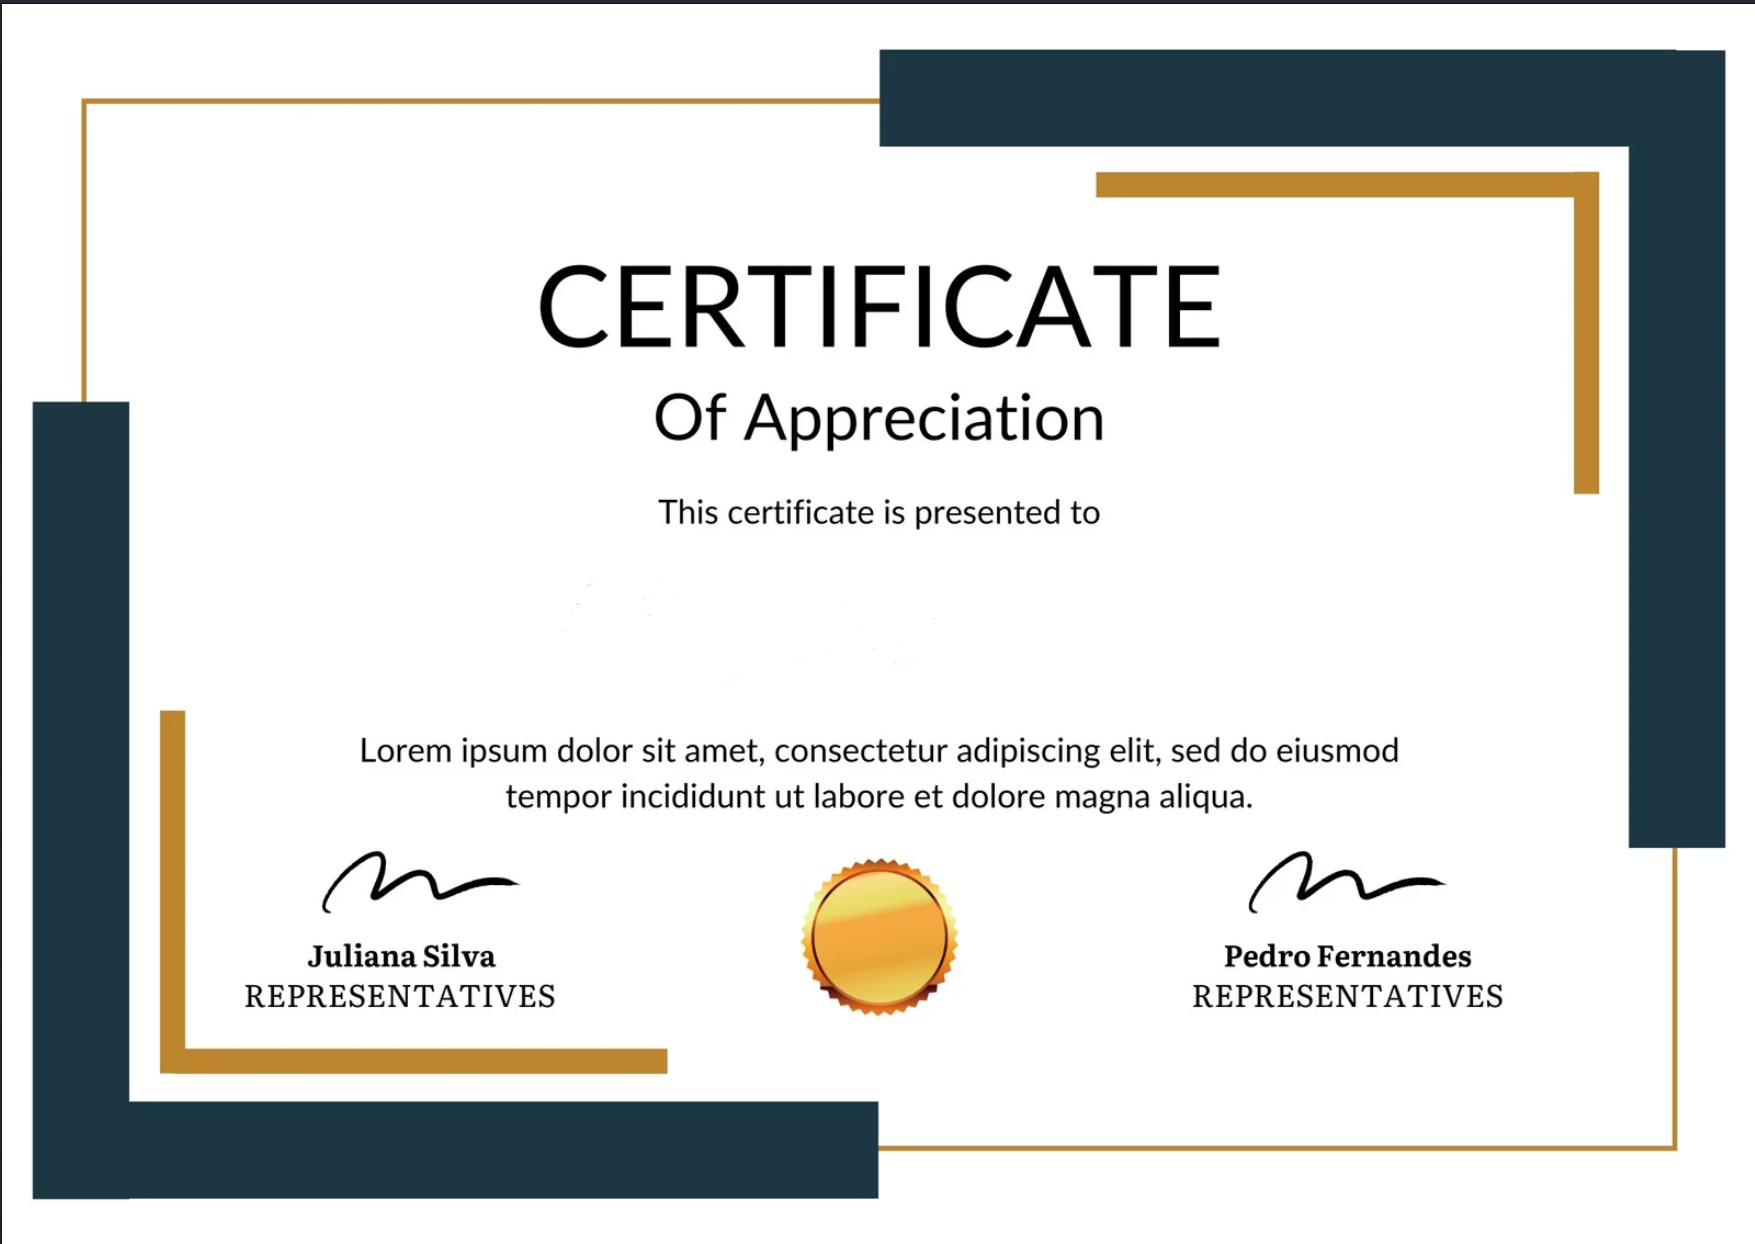 CERTIFICATE
Of Appreciation
This certificate is presented to
Lorem ipsum dolor sit amet, consectetur adipiscing elit, sed do eiusmod
tempor incididunt ut labore et dolore magna aliqua.
Juliana Silva
REPRESENTATIVES
Pedro Fernandes
REPRESENTATIVES